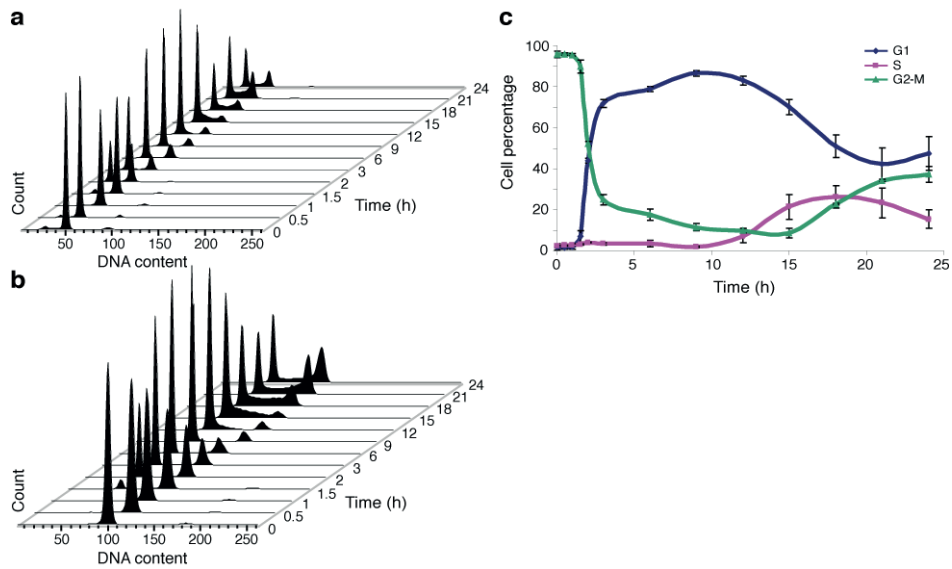 a
Count
50 100 150 200 250
DNA content
0 0.5 1 1.5 2 3 6 9 12 15 18 21 24
Time (h)
b
Count
50 100 150 200 250
DNA content
0 0.5 1 1.5 2 3 6 9 12 15 18 21 24
Time (h)
c
G1
S
G2-M
Cell percentage
100
80
60
40
20
0
0 5 10 15 20 25
Time (h)